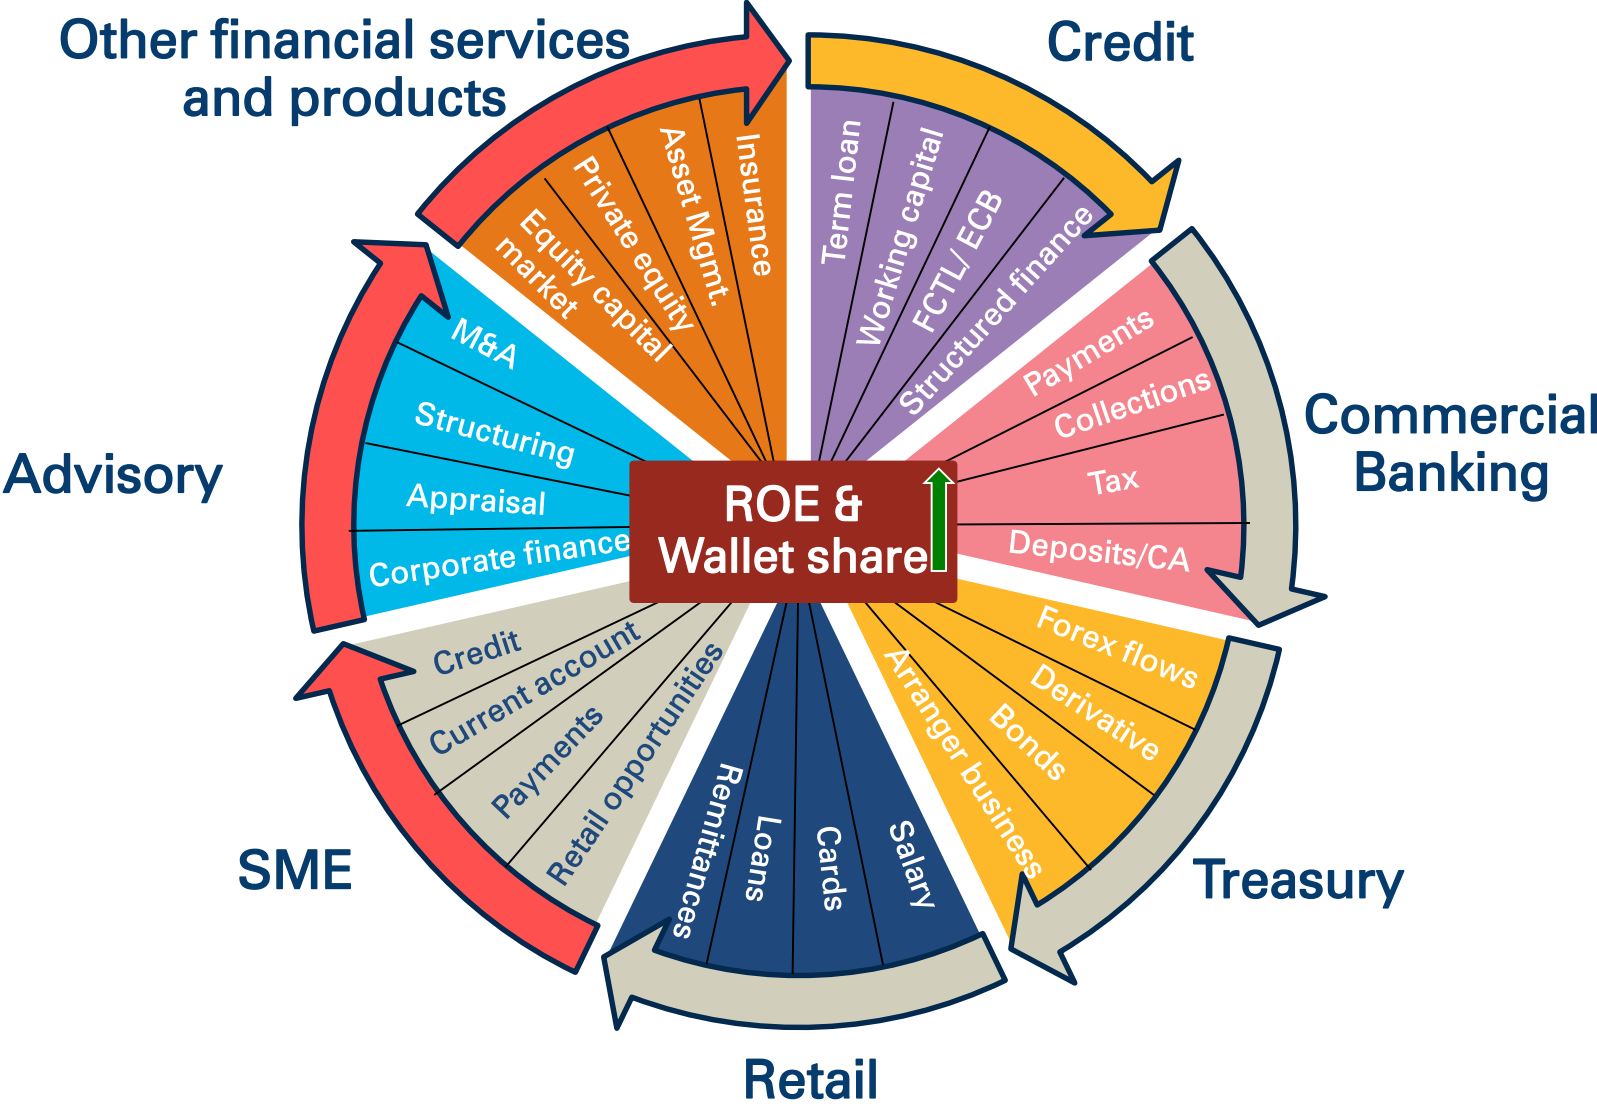 Other financial services
and products
Credit
Commercial
Banking
Treasury
Retail
SME
Advisory
ROE &
Wallet share
Term loan
Working capital
FCTL/ ECB
Structured finance
Payments
Collections
Tax
Deposits/CA
Forex flows
Derivative
Bonds
Arranger business
Salary
Cards
Loans
Remittances
Retail opportunities
Payments
Current account
Credit
Corporate finance
Appraisal
Structuring
M&A
Equity capital
market
Private equity
Asset Mgmt.
Insurance